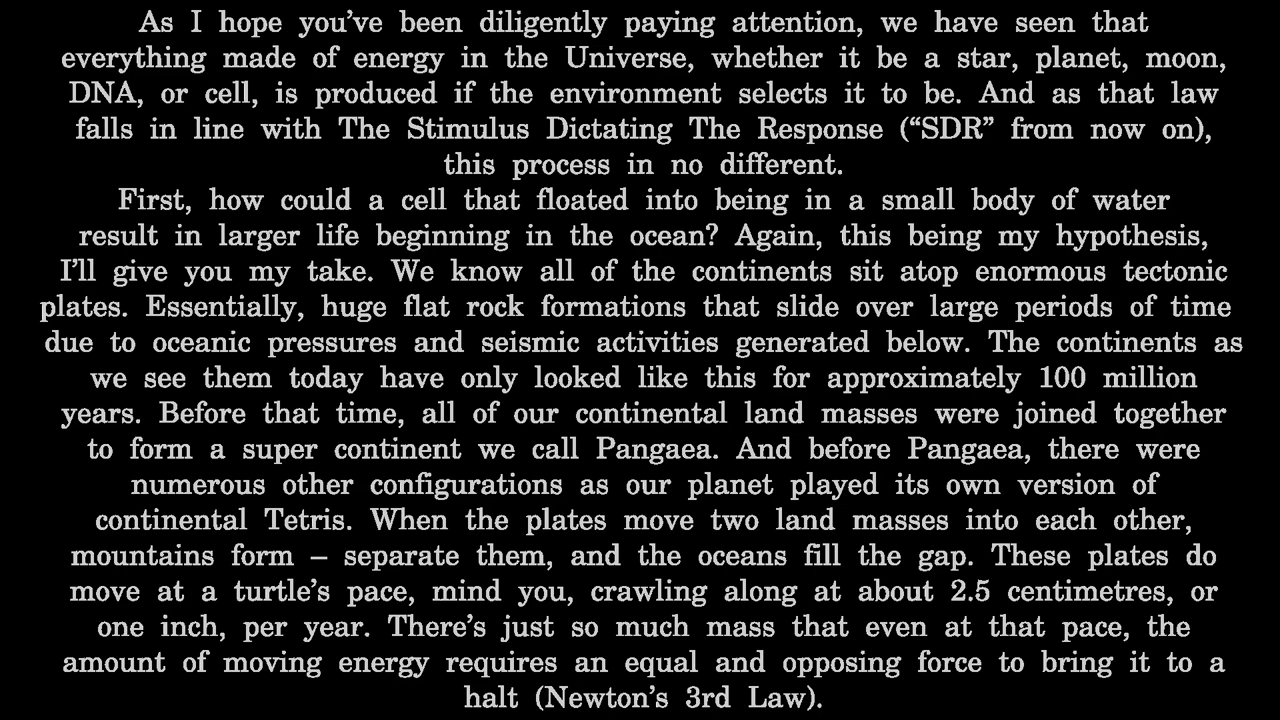 As I hope you’ve been diligently paying attention, we have seen that
everything made of energy in the Universe, whether it be a star, planet, moon,
DNA, or cell, is produced if the environment selects it to be. And as that law
falls in line with The Stimulus Dictating The Response (“SDR” from now on),
this process in no different.
First, how could a cell that floated into being in a small body of water
result in larger life beginning in the ocean? Again, this being my hypothesis,
I’ll give you my take. We know all of the continents sit atop enormous tectonic
plates. Essentially, huge flat rock formations that slide over large periods of time
due to oceanic pressures and seismic activities generated below. The continents as
we see them today have only looked like this for approximately 100 million
years. Before that time, all of our continental land masses were joined together
to form a super continent we call Pangaea. And before Pangaea, there were
numerous other configurations as our planet played its own version of
continental Tetris. When the plates move two land masses into each other,
mountains form – separate them, and the oceans fill the gap. These plates do
move at a turtle’s pace, mind you, crawling along at about 2.5 centimetres, or
one inch, per year. There’s just so much mass that even at that pace, the
amount of moving energy requires an equal and opposing force to bring it to a
halt (Newton’s 3rd Law).